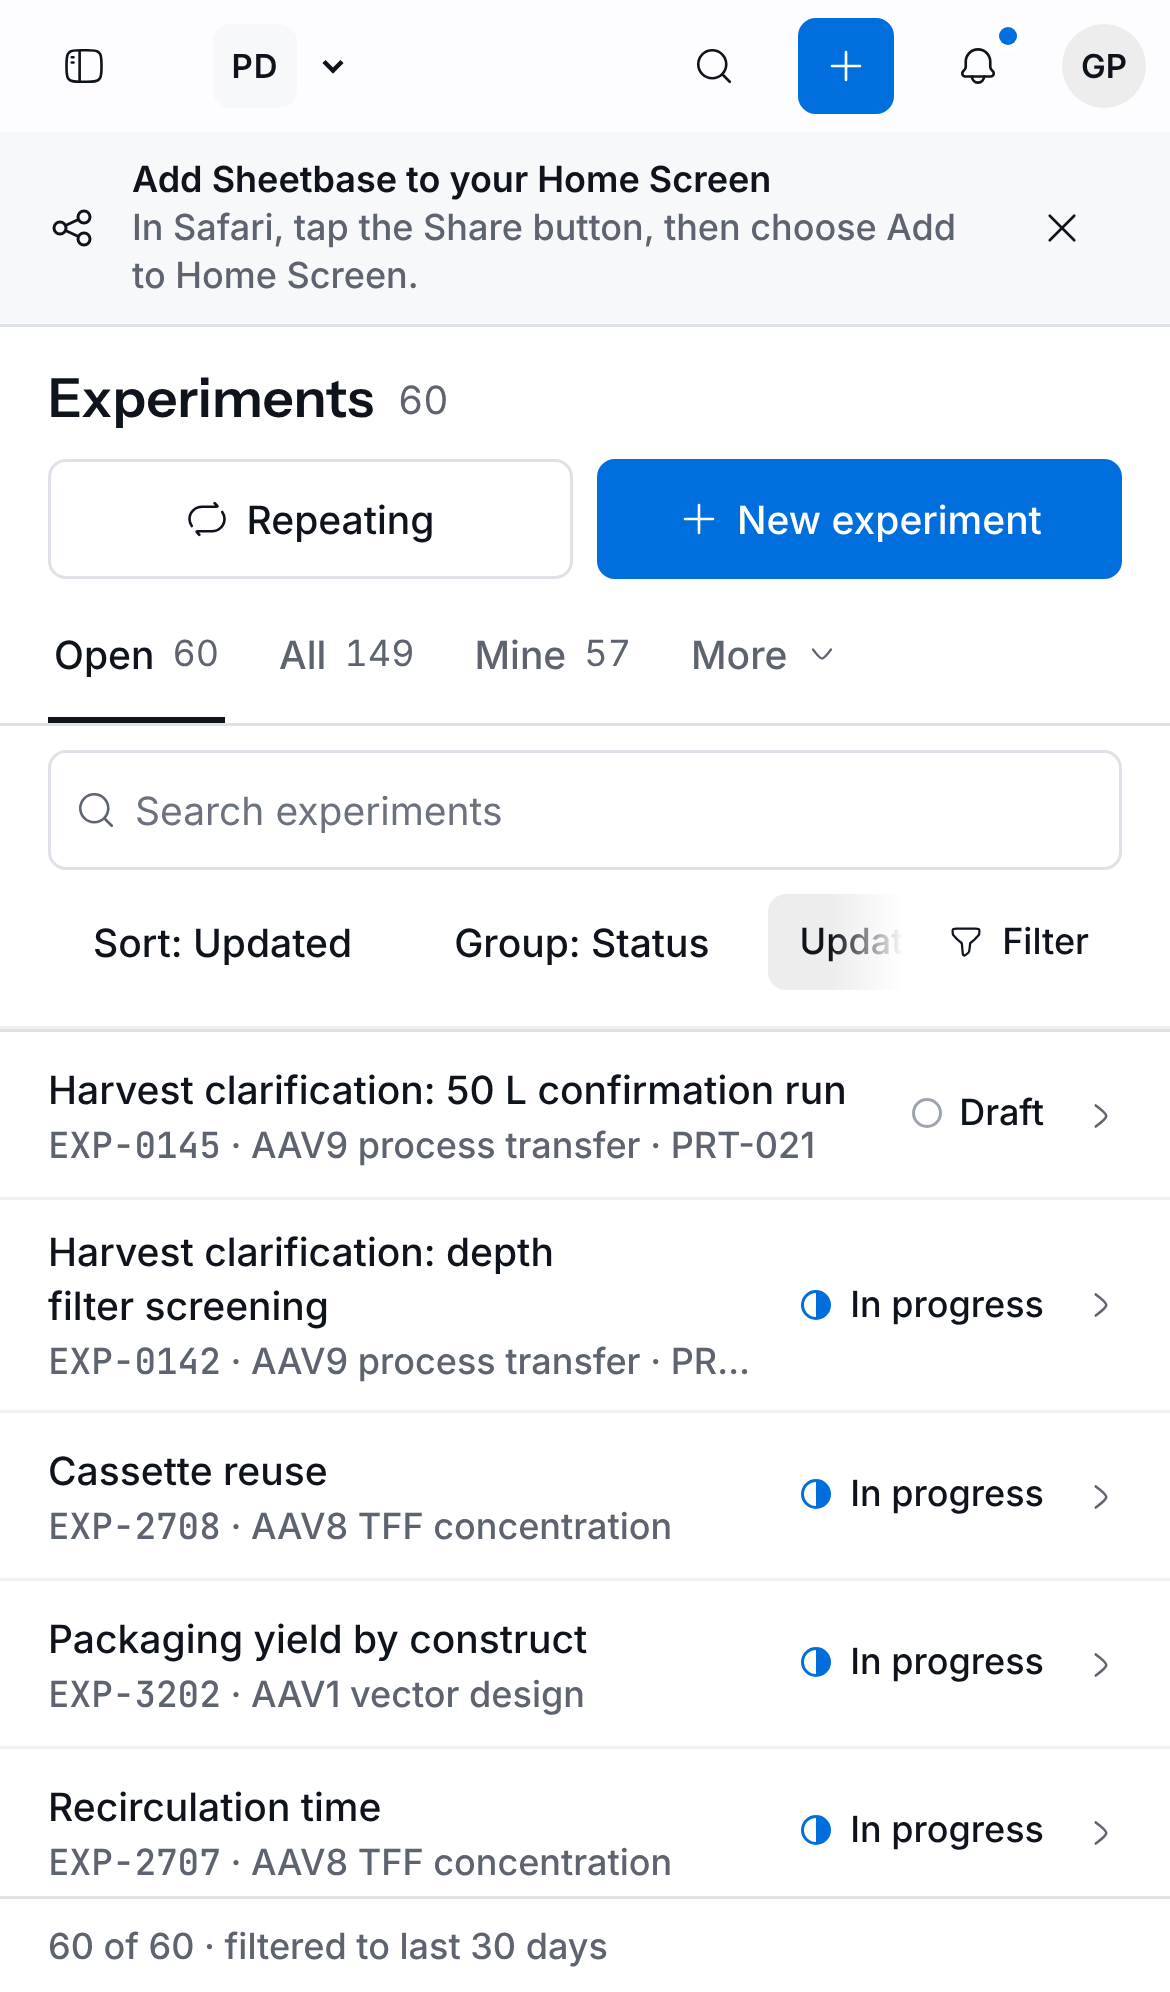 PD
GP
Add Sheetbase to your Home Screen
In Safari, tap the Share button, then choose Add
to Home Screen.
Experiments 60
Repeating
New experiment
Open 60 All 149 Mine 57 More
Search experiments
Sort: Updated Group: Status Updat Filter
Harvest clarification: 50 L confirmation run
EXP-0145 · AAV9 process transfer · PRT-021
Draft
Harvest clarification: depth
filter screening
EXP-0142 · AAV9 process transfer · PR...
In progress
Cassette reuse
EXP-2708 · AAV8 TFF concentration
In progress
Packaging yield by construct
EXP-3202 · AAV1 vector design
In progress
Recirculation time
EXP-2707 · AAV8 TFF concentration
In progress
60 of 60 · filtered to last 30 days